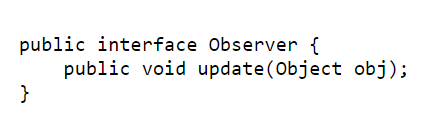 public interface Observer {
    public void update(Object obj);
}